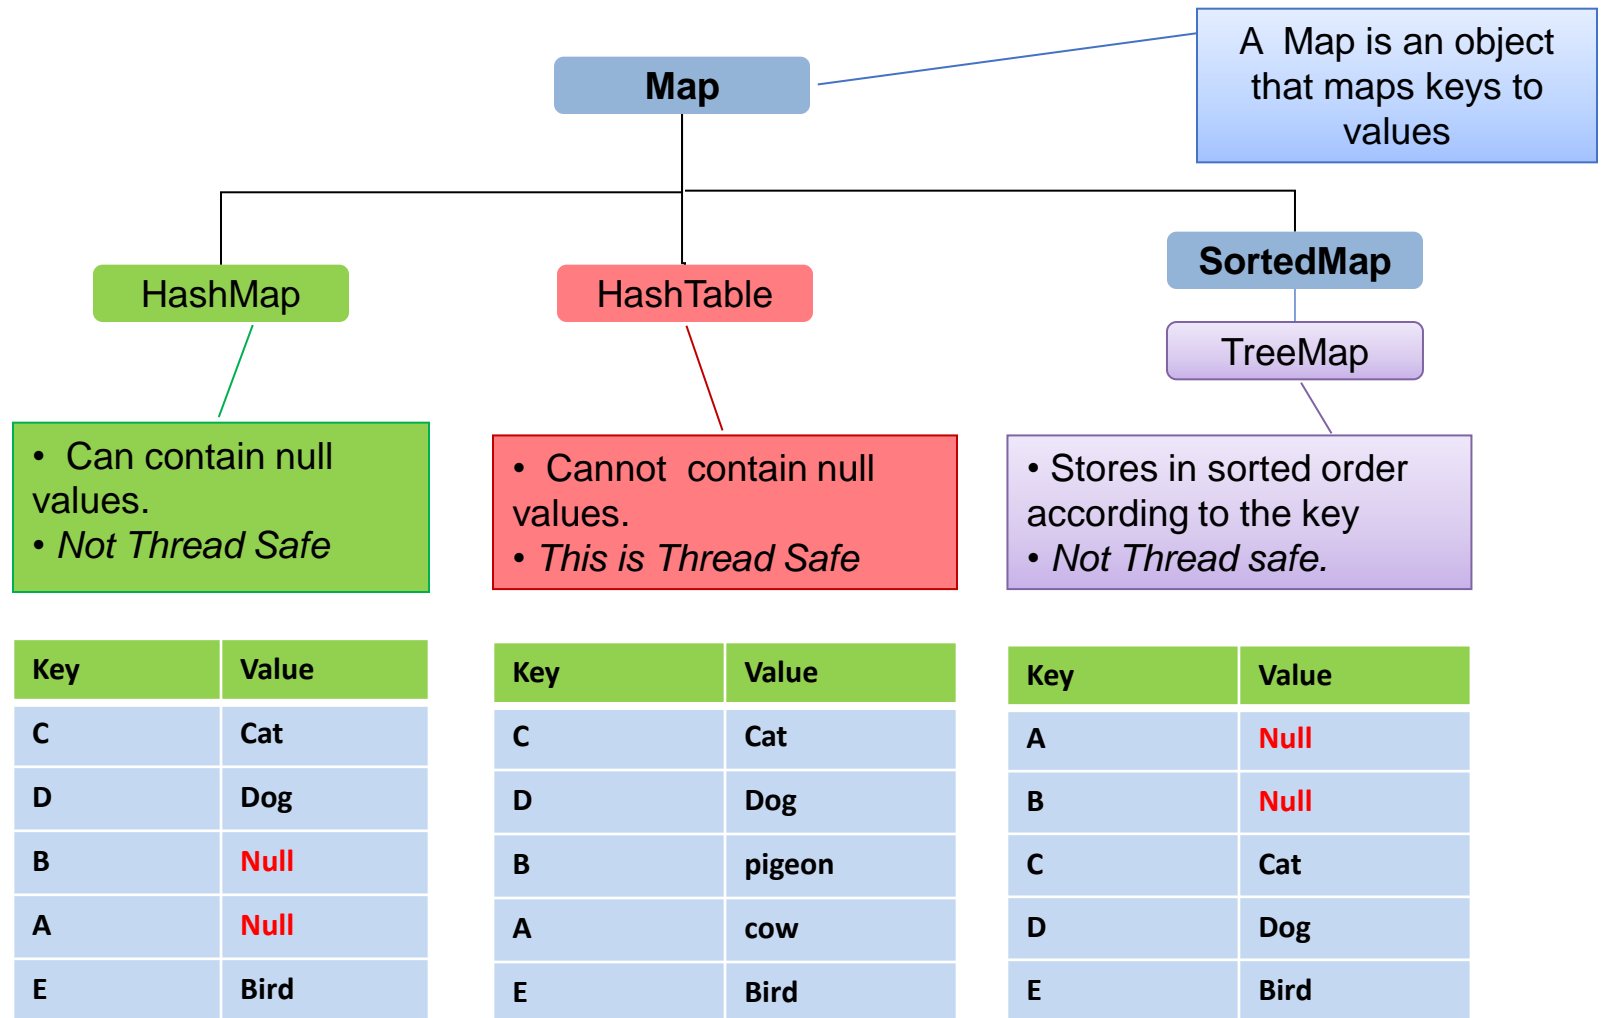 Map
A Map is an object
that maps keys to
values
HashMap
HashTable
SortedMap
TreeMap
• Can contain null
values.
• Not Thread Safe
• Cannot contain null
values.
• This is Thread Safe
• Stores in sorted order
according to the key
• Not Thread safe.
Key Value
C Cat
D Dog
B Null
A Null
E Bird
Key Value
C Cat
D Dog
B pigeon
A cow
E Bird
Key Value
A Null
B Null
C Cat
D Dog
E Bird